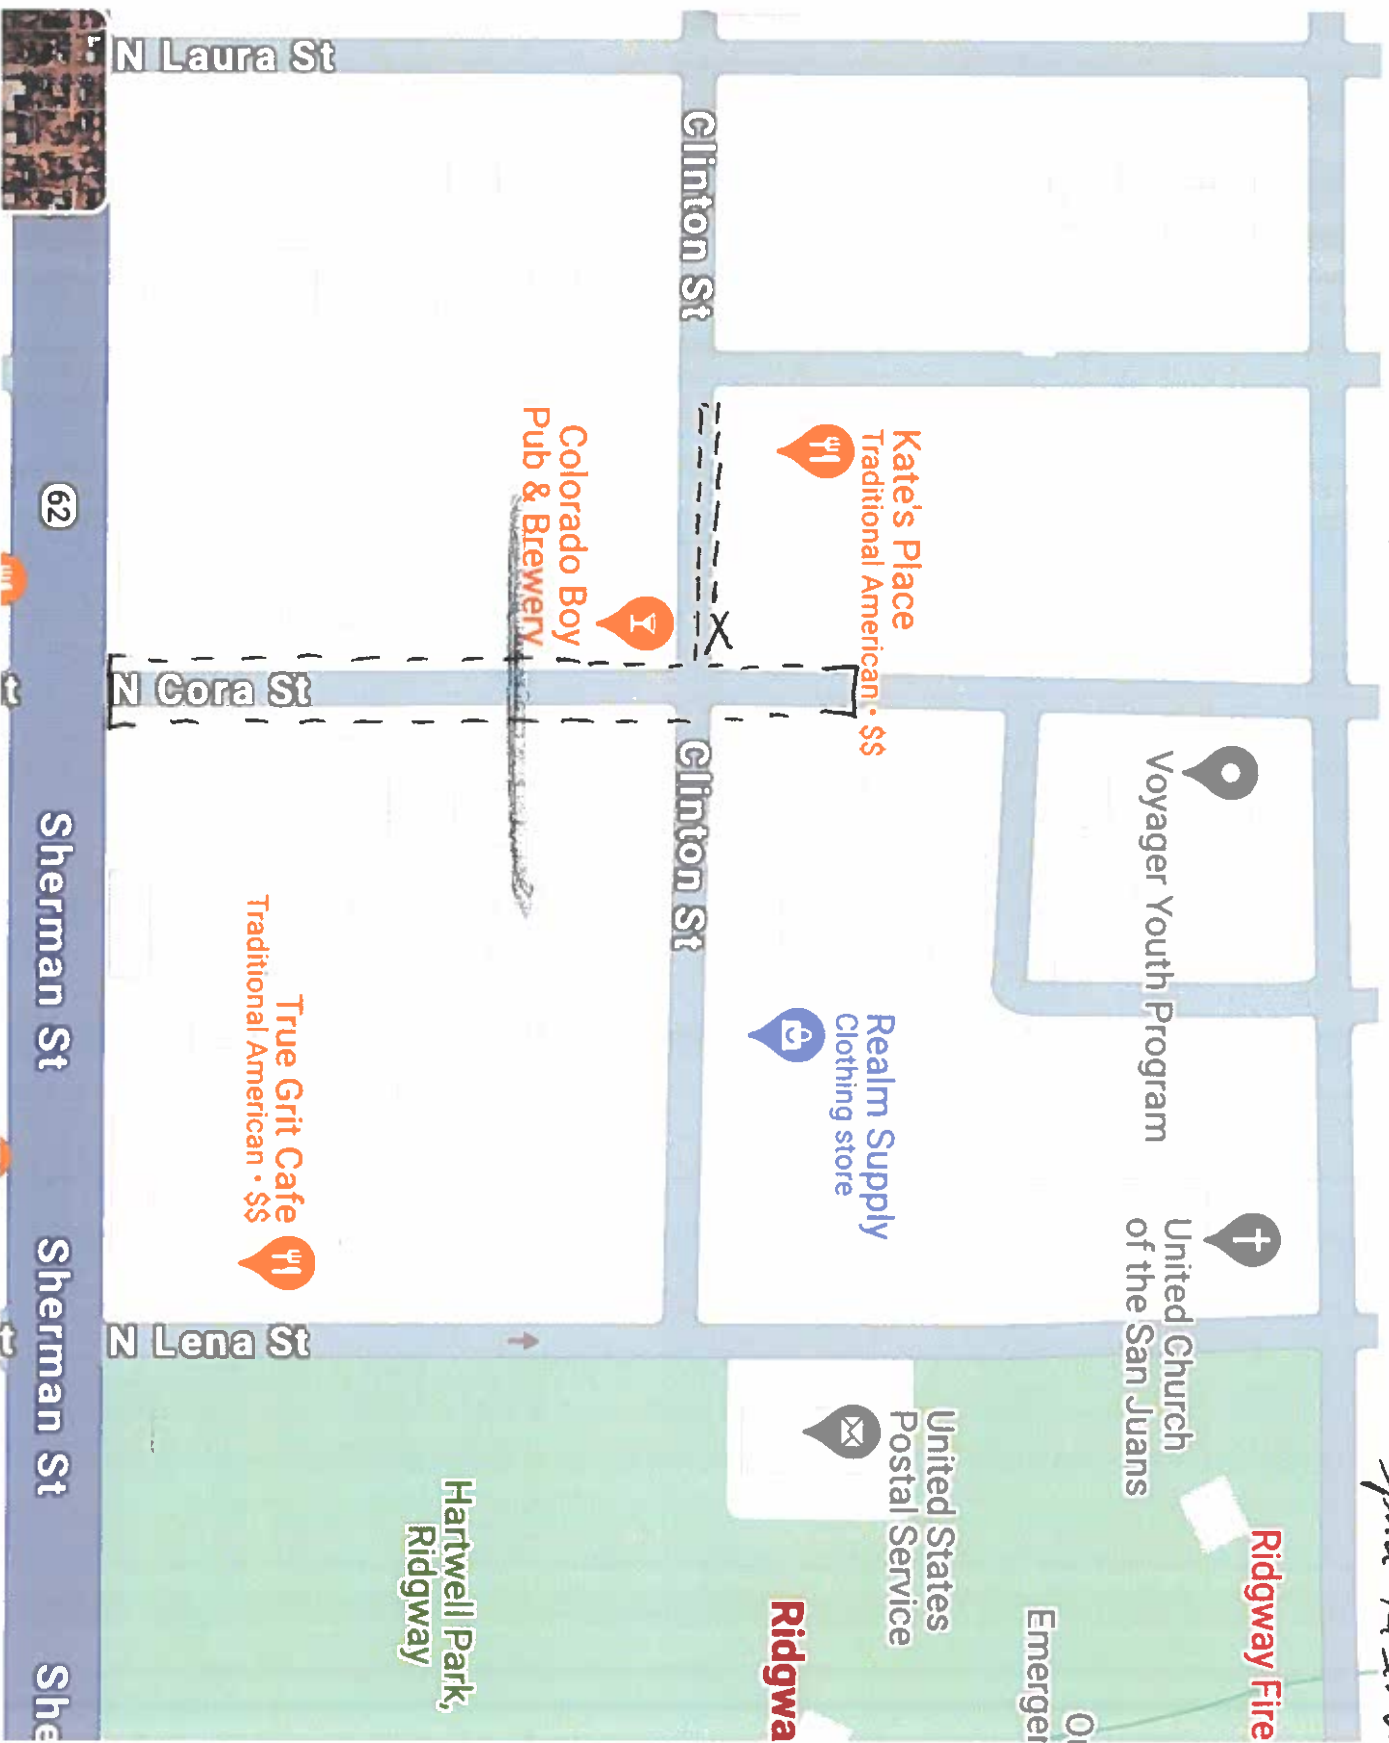 N Laura St
Clinton St
Kate's Place
Traditional American · $$
Colorado Boy
Pub & Brewery
62
N Cora St
X
Voyager Youth Program
Clinton St
Sherman St
Realm Supply
Clothing store
True Grit Cafe
Traditional American · $$
United Church
of the San Juans
N Lena St
Sherman St
United States
Postal Service
Hartwell Park,
Ridgway
Ridgway Fire
Emerger
Ridgwa
She
t
t